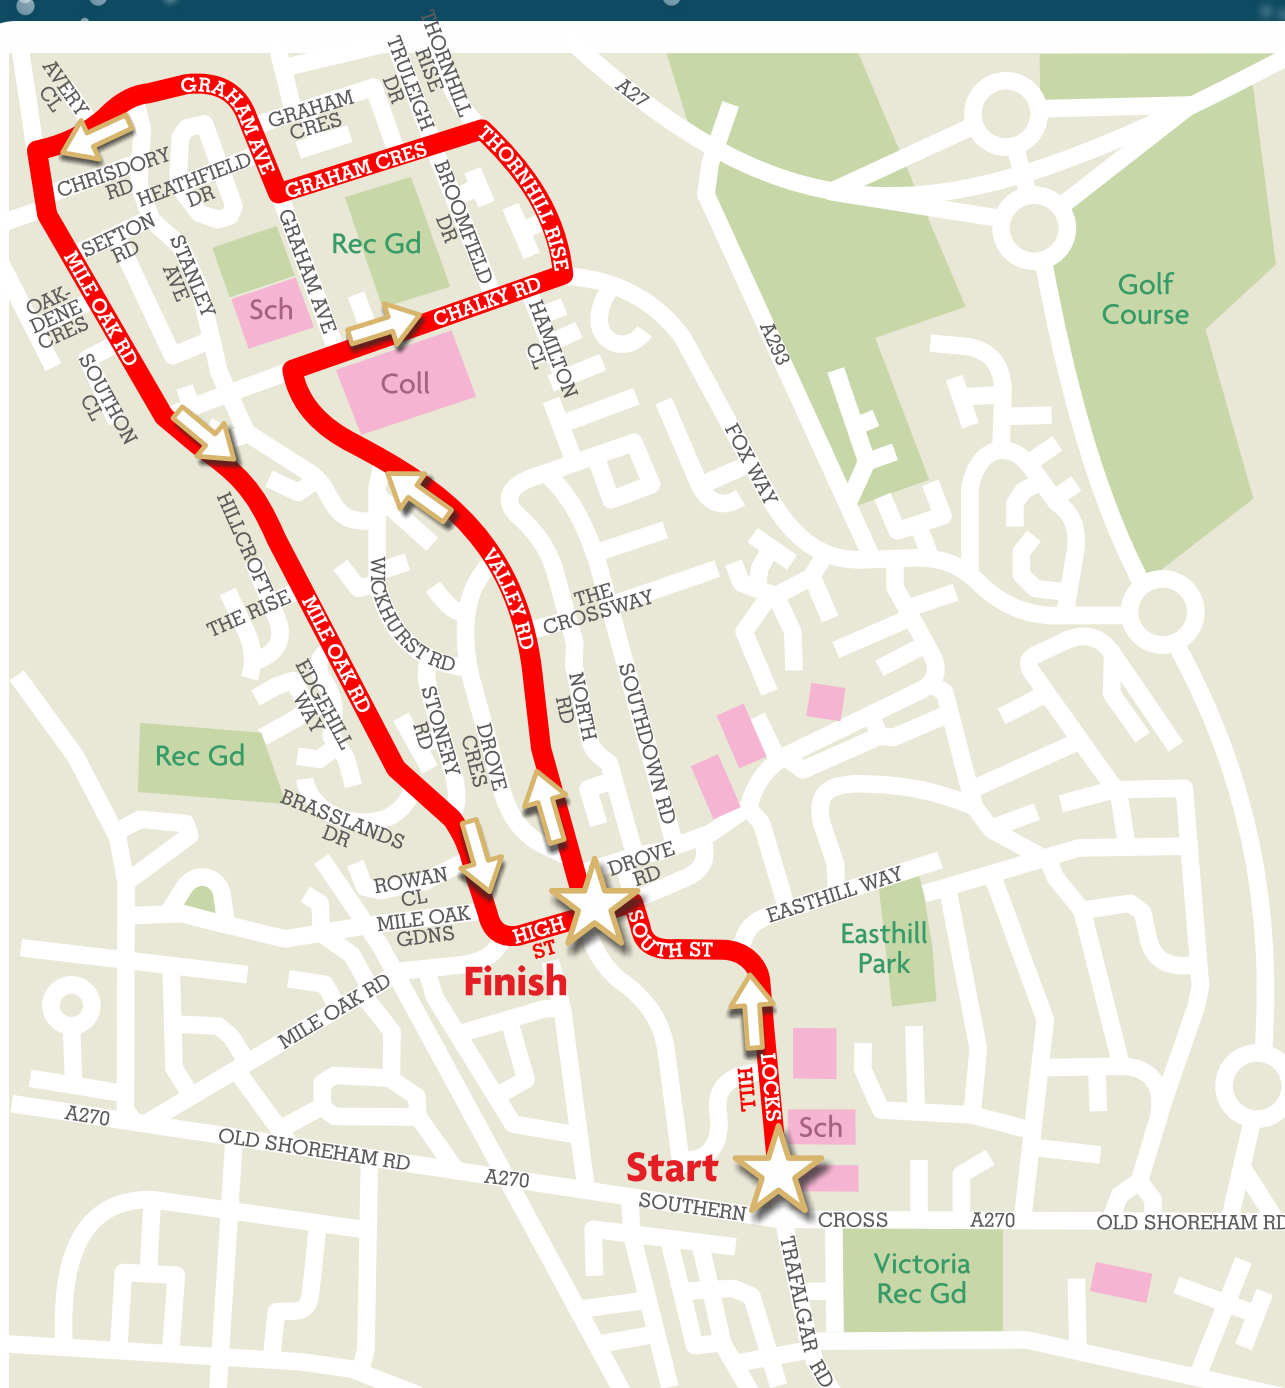 THORNHILL
RISE
TRULEIGH
DR
AVERY
CL
A27
GRAHAM AVE
GRAHAM
CRES
GRAHAM CRES
THORNHILL RISE
CHRISDORY
RD
HEATHFIELD
DR
BROOMFIELD
DR
SEFTON
RD
STANLEY
AVE
GRAHAM AVE
Rec Gd
MILE OAK RD
OAK-
DENE
CRES
Sch
CHALKY RD
Golf
Course
HAMILTON
CL
A293
SOUTHON
CL
Coll
FOX WAY
HILLCROFT
THE RISE
VALLEY RD
WICKHURST RD
THE
CROSSWAY
MILE OAK RD
EDGEHILL
WAY
STONERY
RD
DROVE
CRES
NORTH
RD
SOUTHDOWN RD
Rec Gd
BRASSLANDS
DR
ROWAN
CL
MILE OAK
GDNS
DROVE
RD
EASTHILL WAY
Easthill
Park
HIGH
ST
SOUTH ST
Finish
MILE OAK RD
LOCKS
HILL
Sch
Start
A270
OLD SHOREHAM RD
A270
SOUTHERN
CROSS
A270
OLD SHOREHAM RD
TRAFALGAR RD
Victoria
Rec Gd